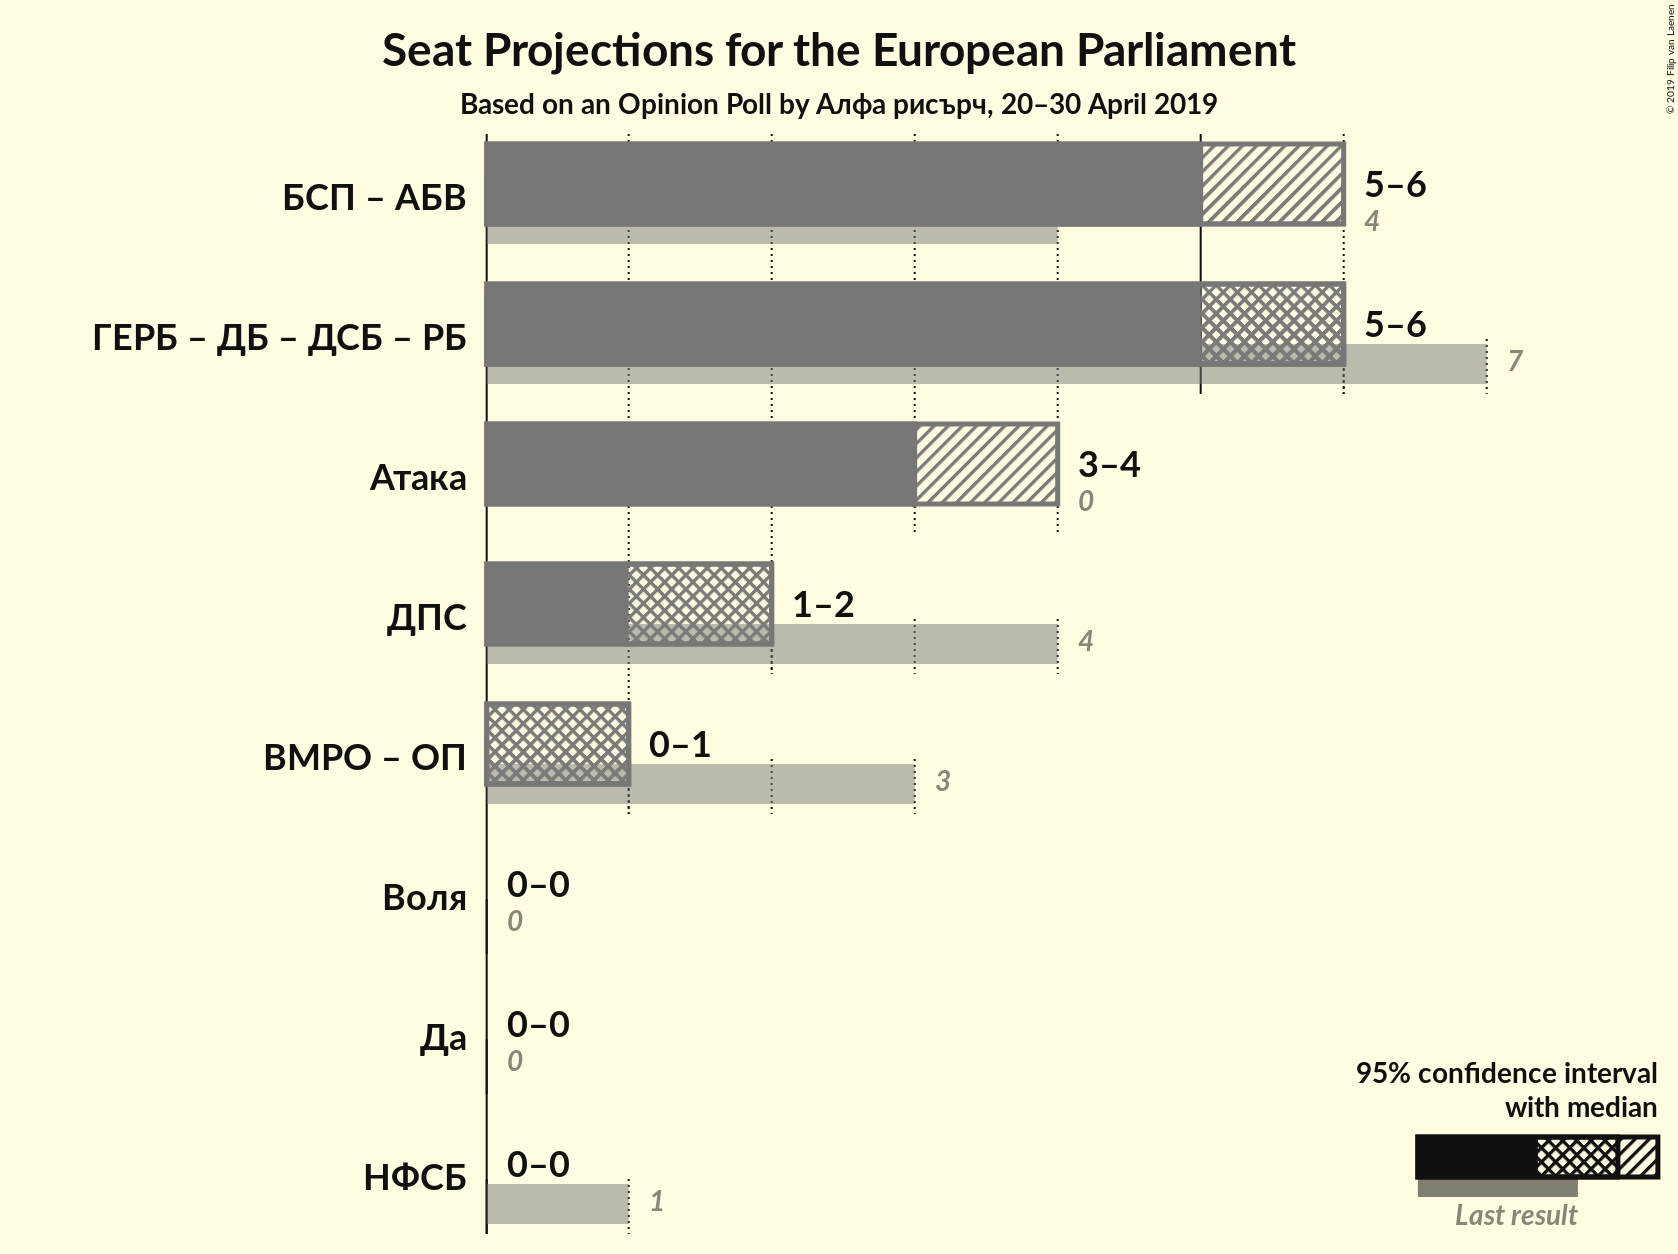 Seat Projections for the European Parliament
Based on an Opinion Poll by Алфа рисърч, 20–30 April 2019
© 2019 Filip van Laenen
БСП – АБВ
5–6
4
ГЕРБ – ДБ – ДСБ – РБ
5–6
7
Атака
3–4
0
ДПС
1–2
4
ВМРО – ОП
0–1
3
Воля
0–0
0
Да
0–0
0
НФСБ
0–0
1
95% confidence interval
with median
Last result